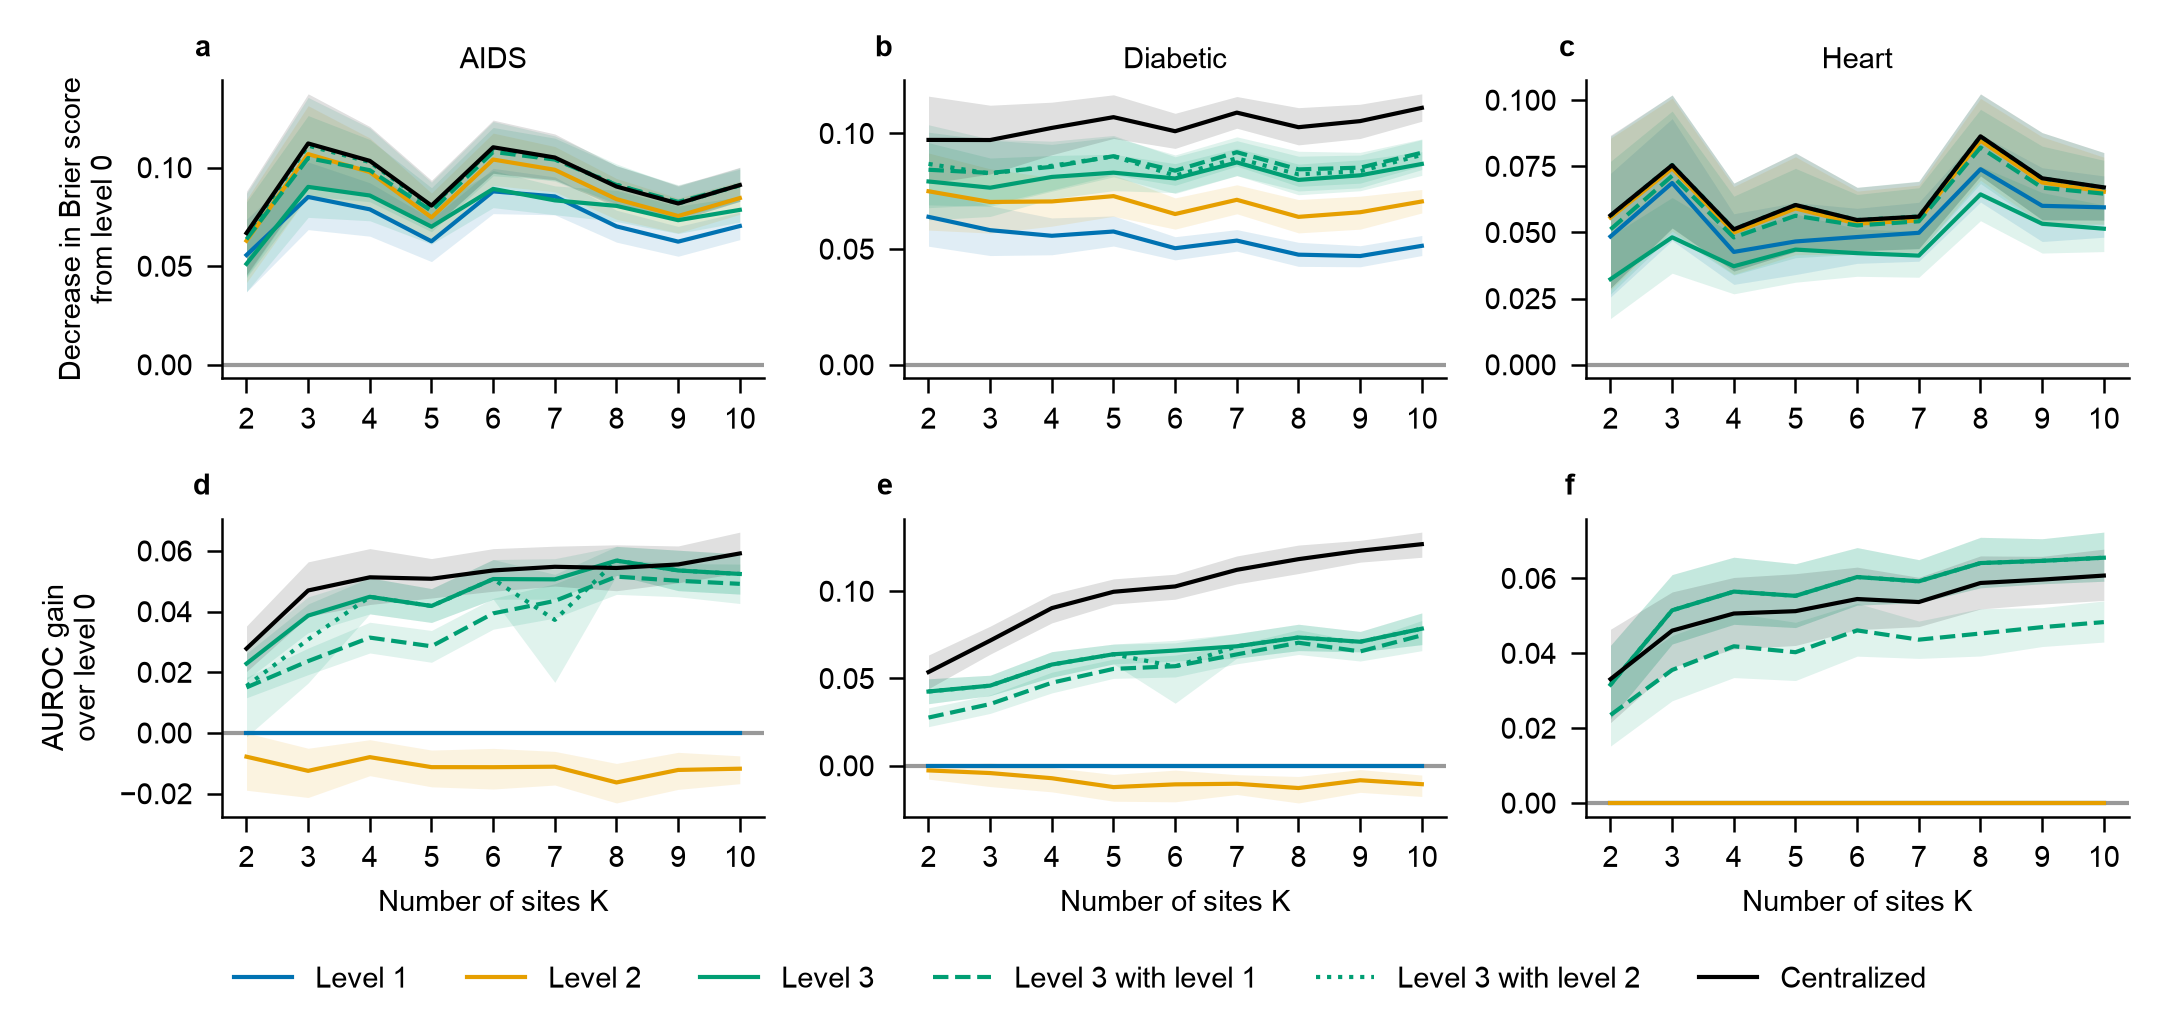 a
AIDS
b
Diabetic
c
Heart
Decrease in Brier score
from level 0
0.10
0.05
0.00
2 3 4 5 6 7 8 9 10
0.10
0.05
0.00
2 3 4 5 6 7 8 9 10
0.100
0.075
0.050
0.025
0.000
2 3 4 5 6 7 8 9 10
d
AUROC gain
over level 0
0.06
0.04
0.02
0.00
−0.02
2 3 4 5 6 7 8 9 10
Number of sites K
e
0.10
0.05
0.00
2 3 4 5 6 7 8 9 10
Number of sites K
f
0.06
0.04
0.02
0.00
2 3 4 5 6 7 8 9 10
Number of sites K
Level 1
Level 2
Level 3
Level 3 with level 1
Level 3 with level 2
Centralized